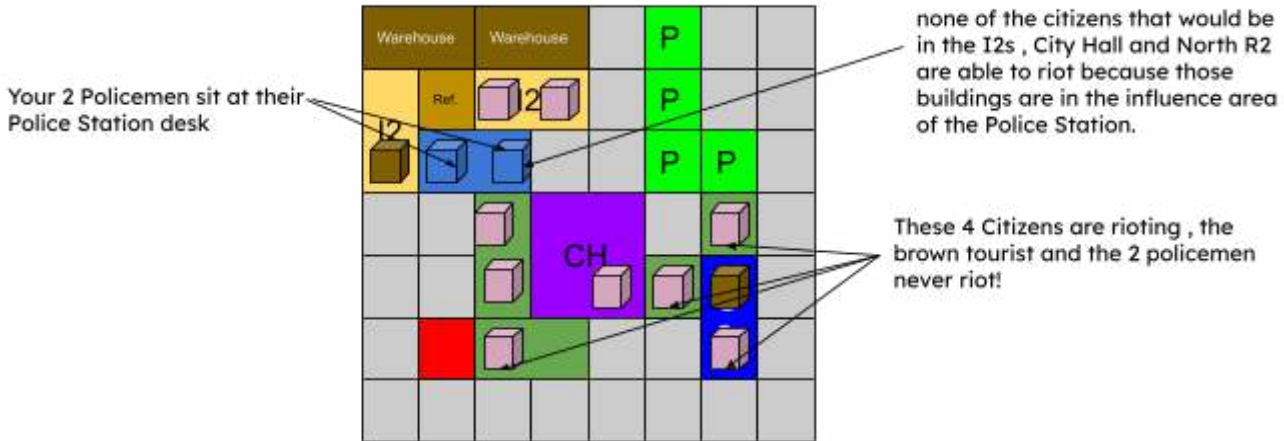 none of the citizens that would be
in the I2s , City Hall and North R2
are able to riot because those
buildings are in the influence area
of the Police Station.
Warehouse
Warehouse
P
Your 2 Policemen sit at their
Police Station desk
Ref.
I2
P
I2
P
P
These 4 Citizens are rioting , the
brown tourist and the 2 policemen
never riot!
CH